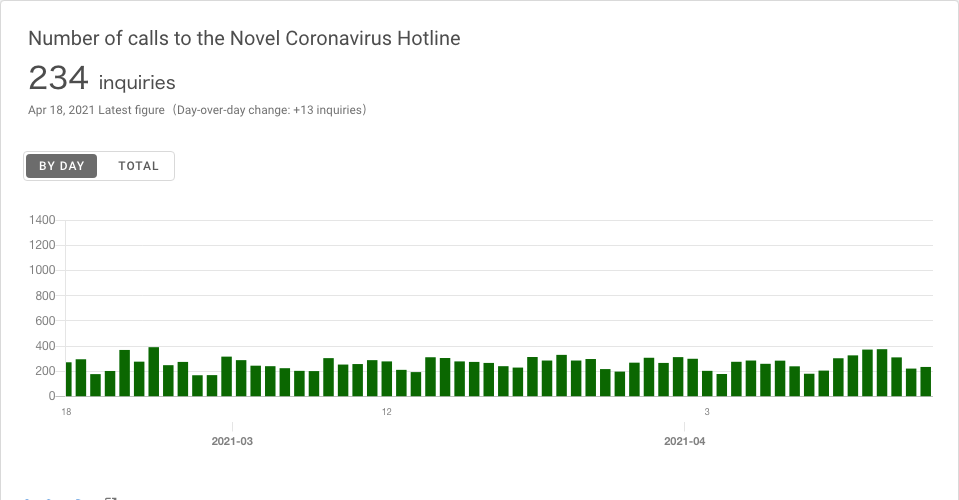 Number of calls to the Novel Coronavirus Hotline
234 inquiries
Apr 18, 2021 Latest figure （Day-over-day change: +13 inquiries）
BY DAY TOTAL
1400
1200
1000
800
600
400
200
0
18 12 3
2021-03 2021-04